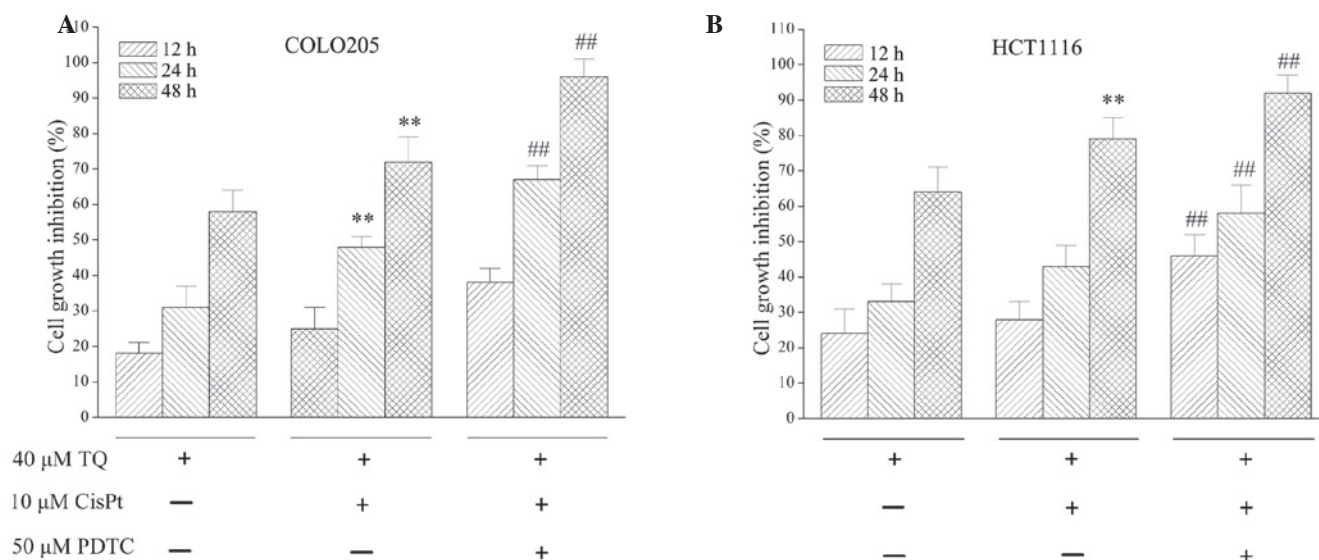 A
COLO205
12 h
24 h
48 h
Cell growth inhibition (%)
10
100
90
80
70
60
50
40
30
20
10
0
**
**
##
##
B
HCT1116
12 h
24 h
48 h
Cell growth inhibition (%)
110
100
90
80
70
60
50
40
30
20
10
0
**
##
##
##
40 μM TQ + + + + + +
10 μM CisPt — + + — + +
50 μM PDTC — — + — — +